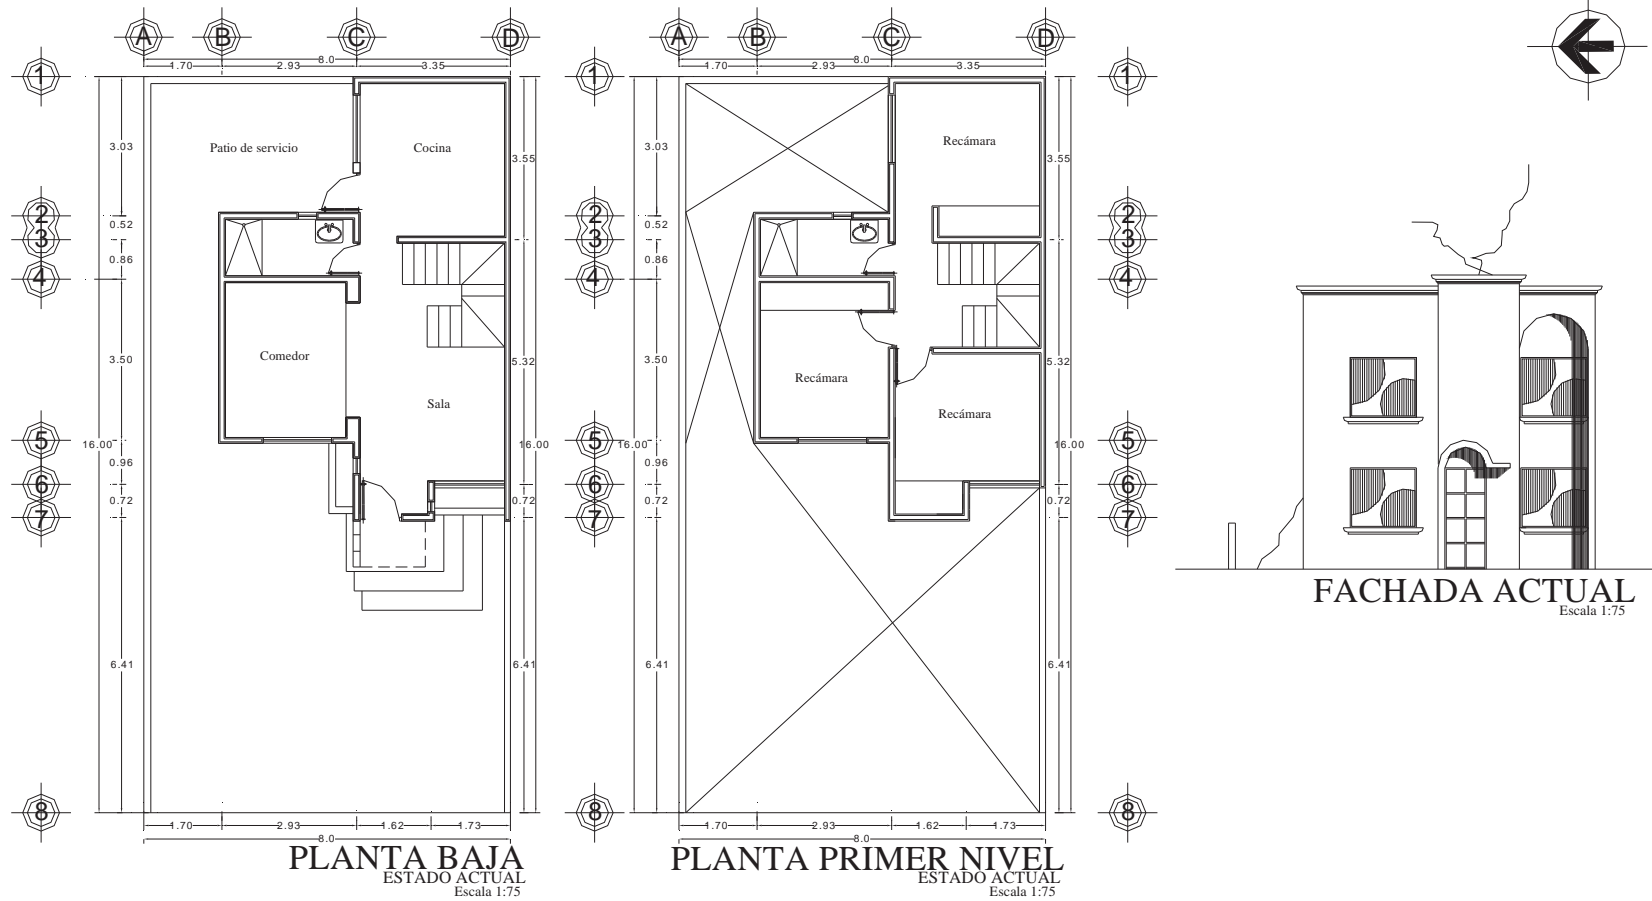 A B C D
8.0
1.70 2.93 3.35
1
2
3
4
5
6
7
8
3.03
0.52
0.86
3.50
16.00
0.96
0.72
6.41
3.55
5.32
16.00
0.72
6.41
Patio de servicio
Cocina
Comedor
Sala
1.70 2.93 1.62 1.73
8.0
PLANTA BAJA
ESTADO ACTUAL
Escala 1:75
A B C D
8.0
1.70 2.93 3.35
1
2
3
4
5
6
7
8
3.03
0.52
0.86
3.50
16.00
0.96
0.72
6.41
3.55
5.32
16.00
0.72
6.41
Recámara
Recámara
Recámara
1.70 2.93 1.62 1.73
8.0
PLANTA PRIMER NIVEL
ESTADO ACTUAL
Escala 1:75
1
2
3
4
5
6
7
8
FACHADA ACTUAL
Escala 1:75